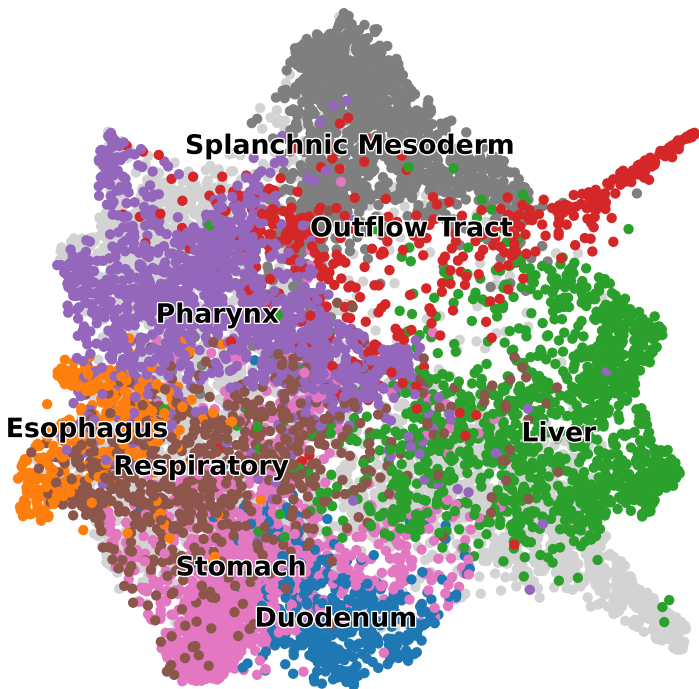 Splanchnic Mesoderm
Outflow Tract
Pharynx
Esophagus
Liver
Respiratory
Stomach
Duodenum